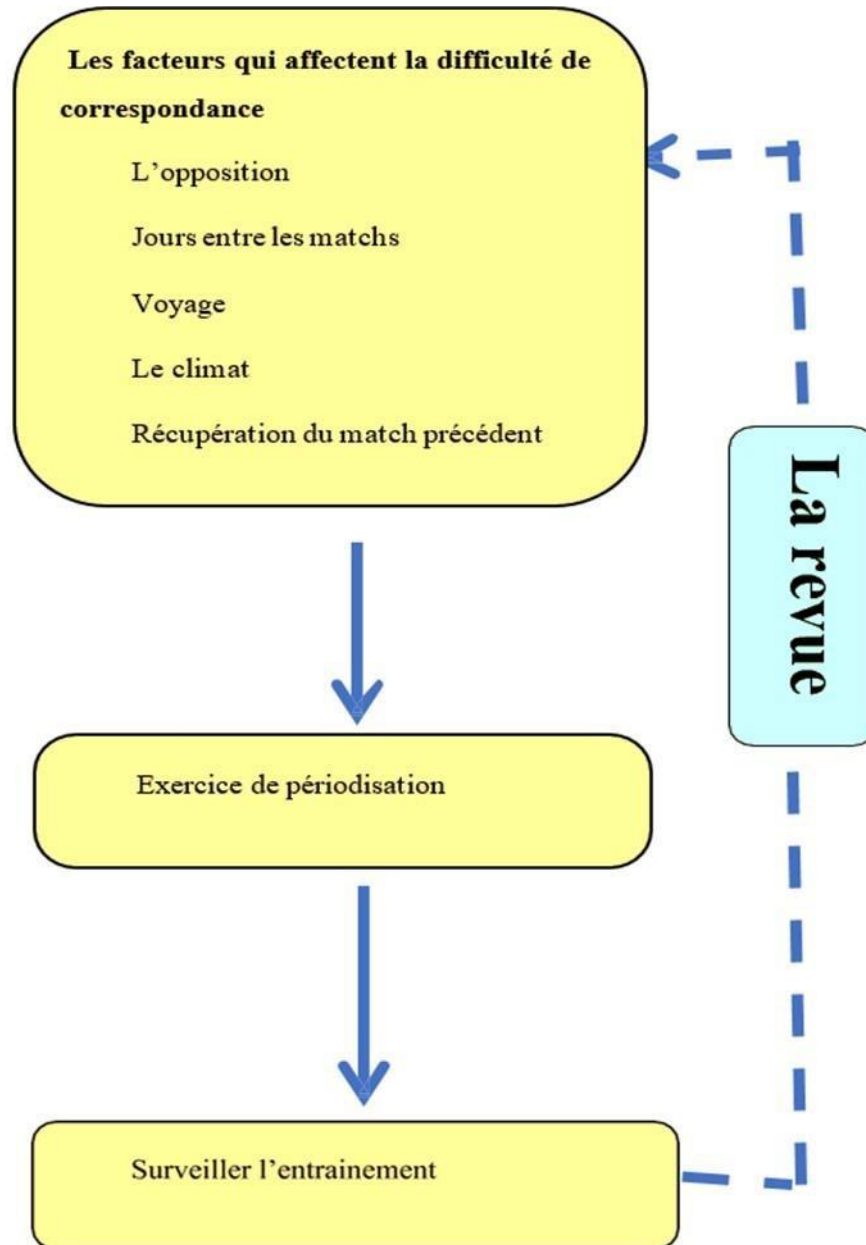 Les facteurs qui affectent la difficulté de
correspondance
L'opposition
Jours entre les matchs
Voyage
Le climat
Récupération du match précédent
La revue
Exercice de périodisation
Surveiller l'entrainement